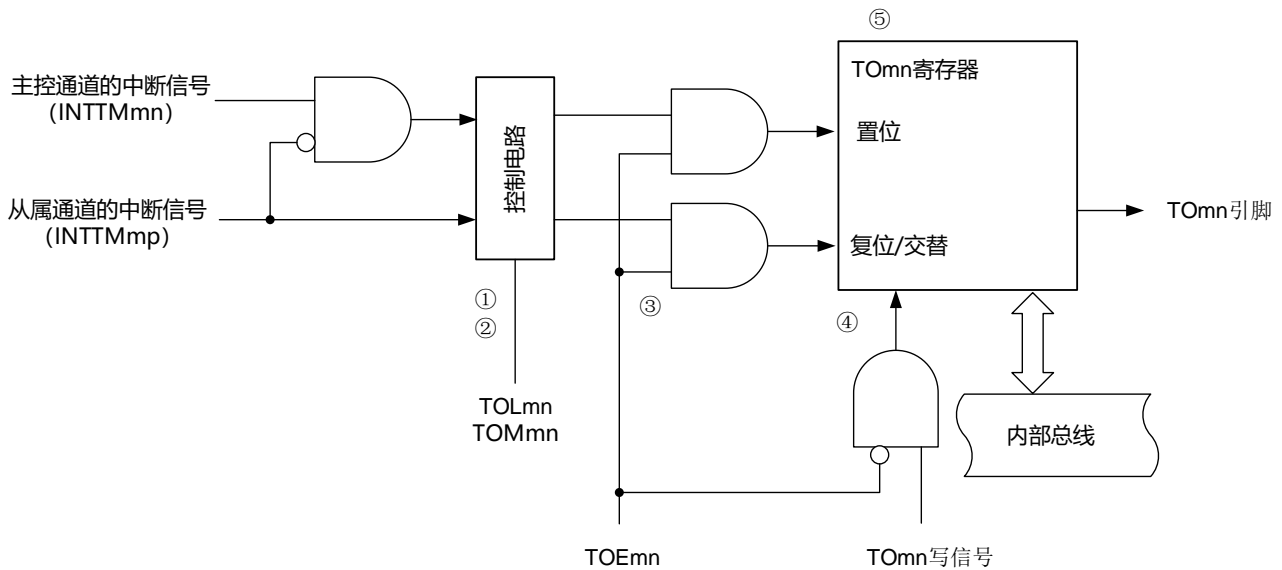 ⑤
主控通道的中断信号
(INTTMmn)
TOmn寄存器
置位
控制电路
从属通道的中断信号
(INTTMmp)
TOmn引脚
复位/交替
①
②
③
④
TOLmn
TOMmn
内部总线
TOEmn
TOmn写信号